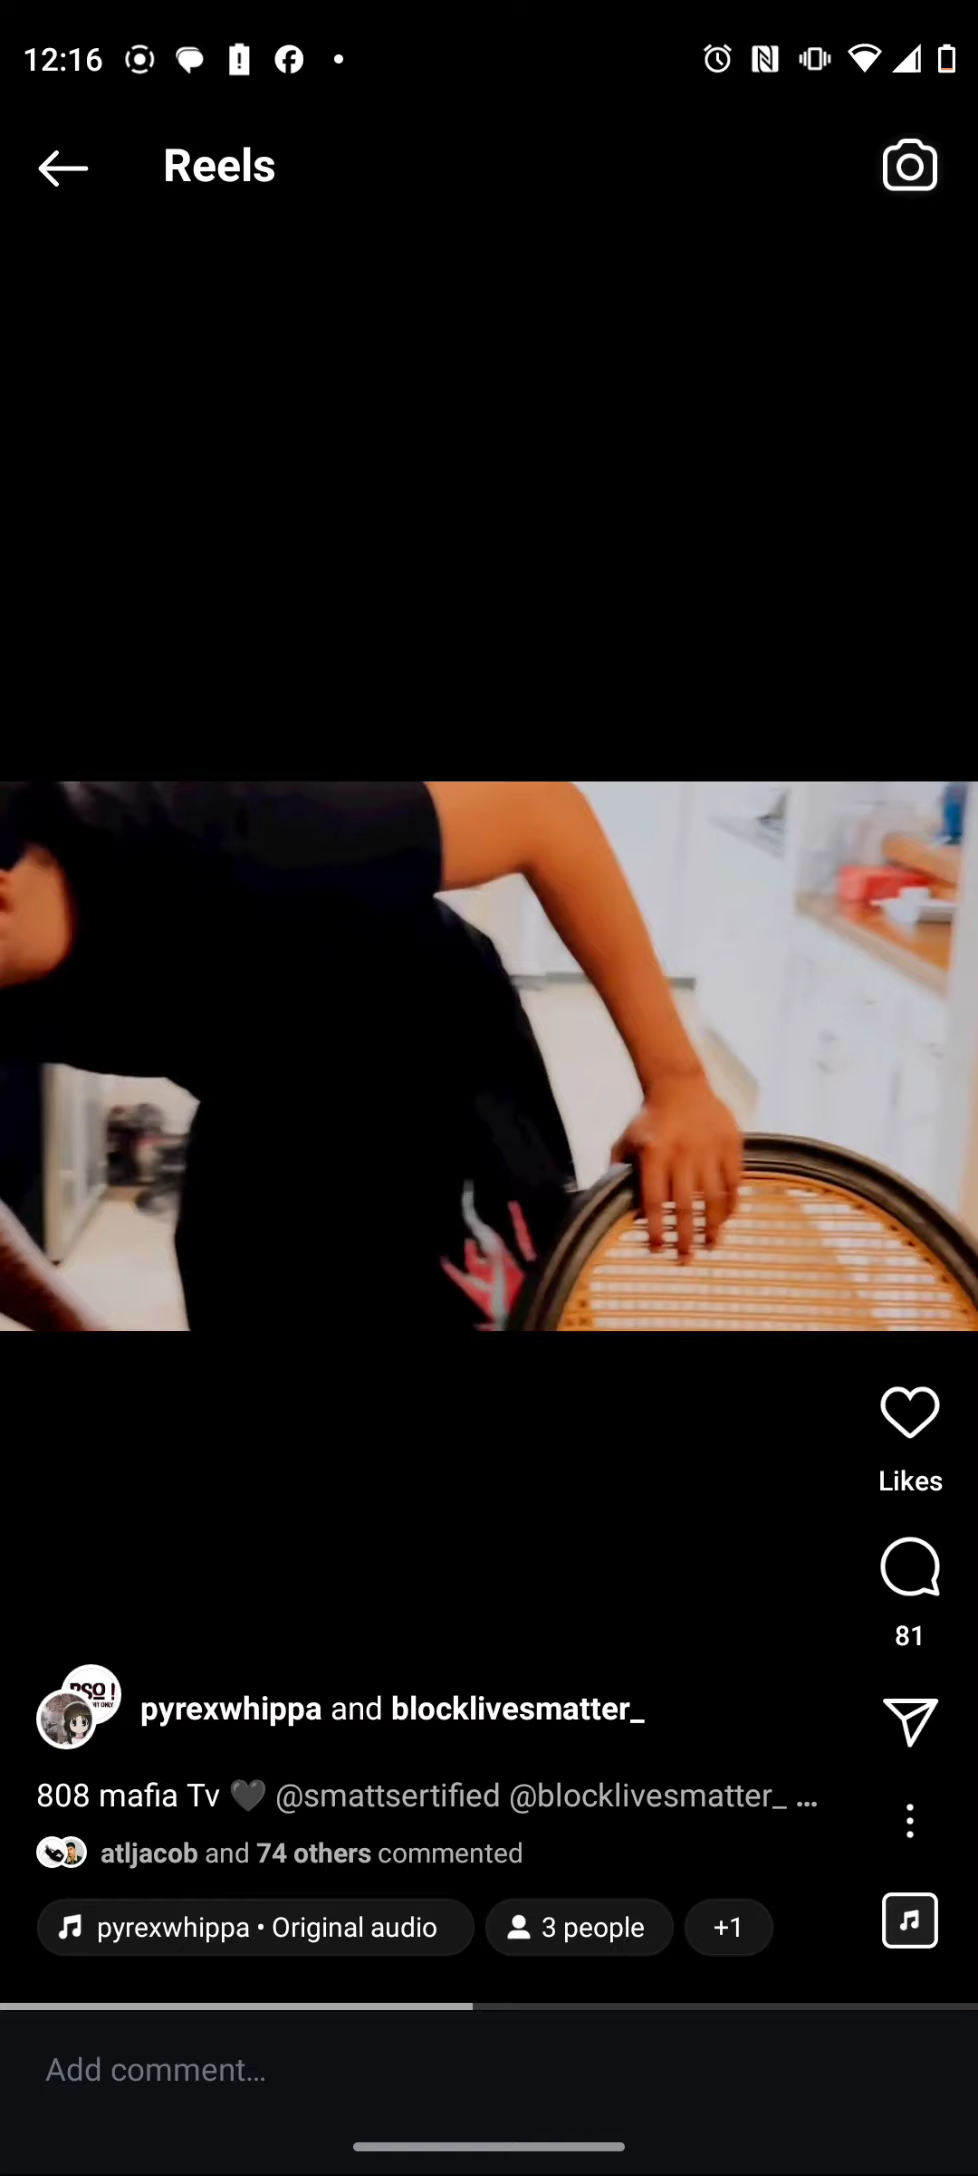 12:16
Reels
Likes
81
PSO !
pyrexwhippa and blocklivesmatter_
808 mafia Tv 🖤 @smattsertified @blocklivesmatter_ ...
atljacob and 74 others commented
pyrexwhippa • Original audio
3 people
+1
Add comment...